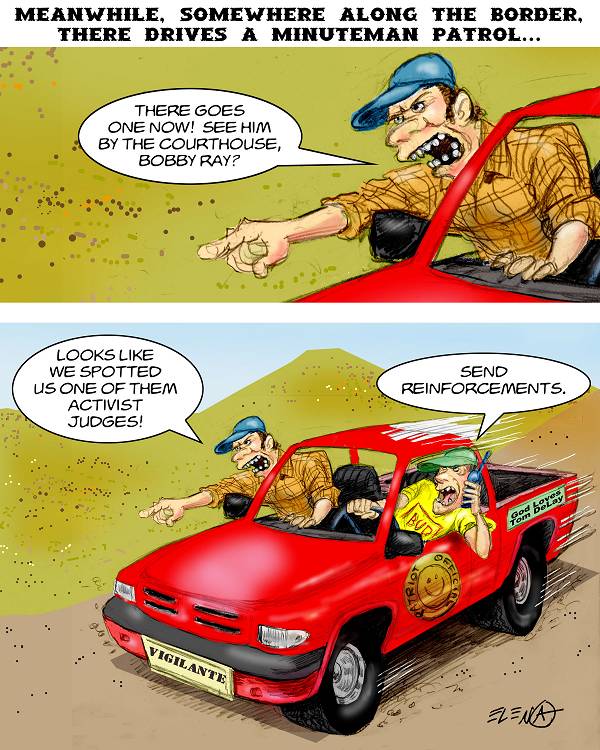 MEANWHILE, SOMEWHERE ALONG THE BORDER,
THERE DRIVES A MINUTEMAN PATROL...
THERE GOES
ONE NOW! SEE HIM
BY THE COURTHOUSE,
BOBBY RAY?
LOOKS LIKE
WE SPOTTED
US ONE OF THEM
ACTIVIST
JUDGES!
SEND
REINFORCEMENTS.
God Loves
Tom DeLay
BUD
PATRIOT OFFICIAL
VIGILANTE
ELENA